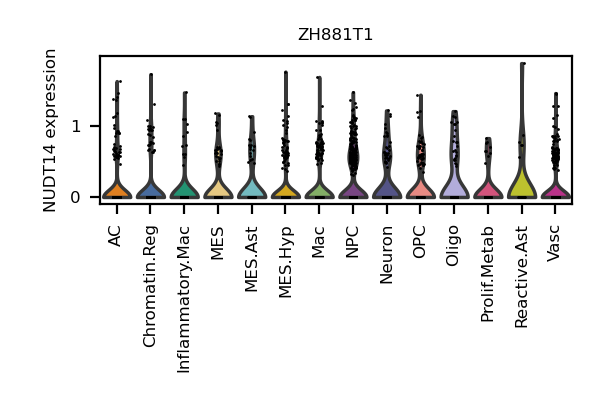 ZH881T1
NUDT14 expression
1
0
AC
Chromatin.Reg
Inflammatory.Mac
MES
MES.Ast
MES.Hyp
Mac
NPC
Neuron
OPC
Oligo
Prolif.Metab
Reactive.Ast
Vasc